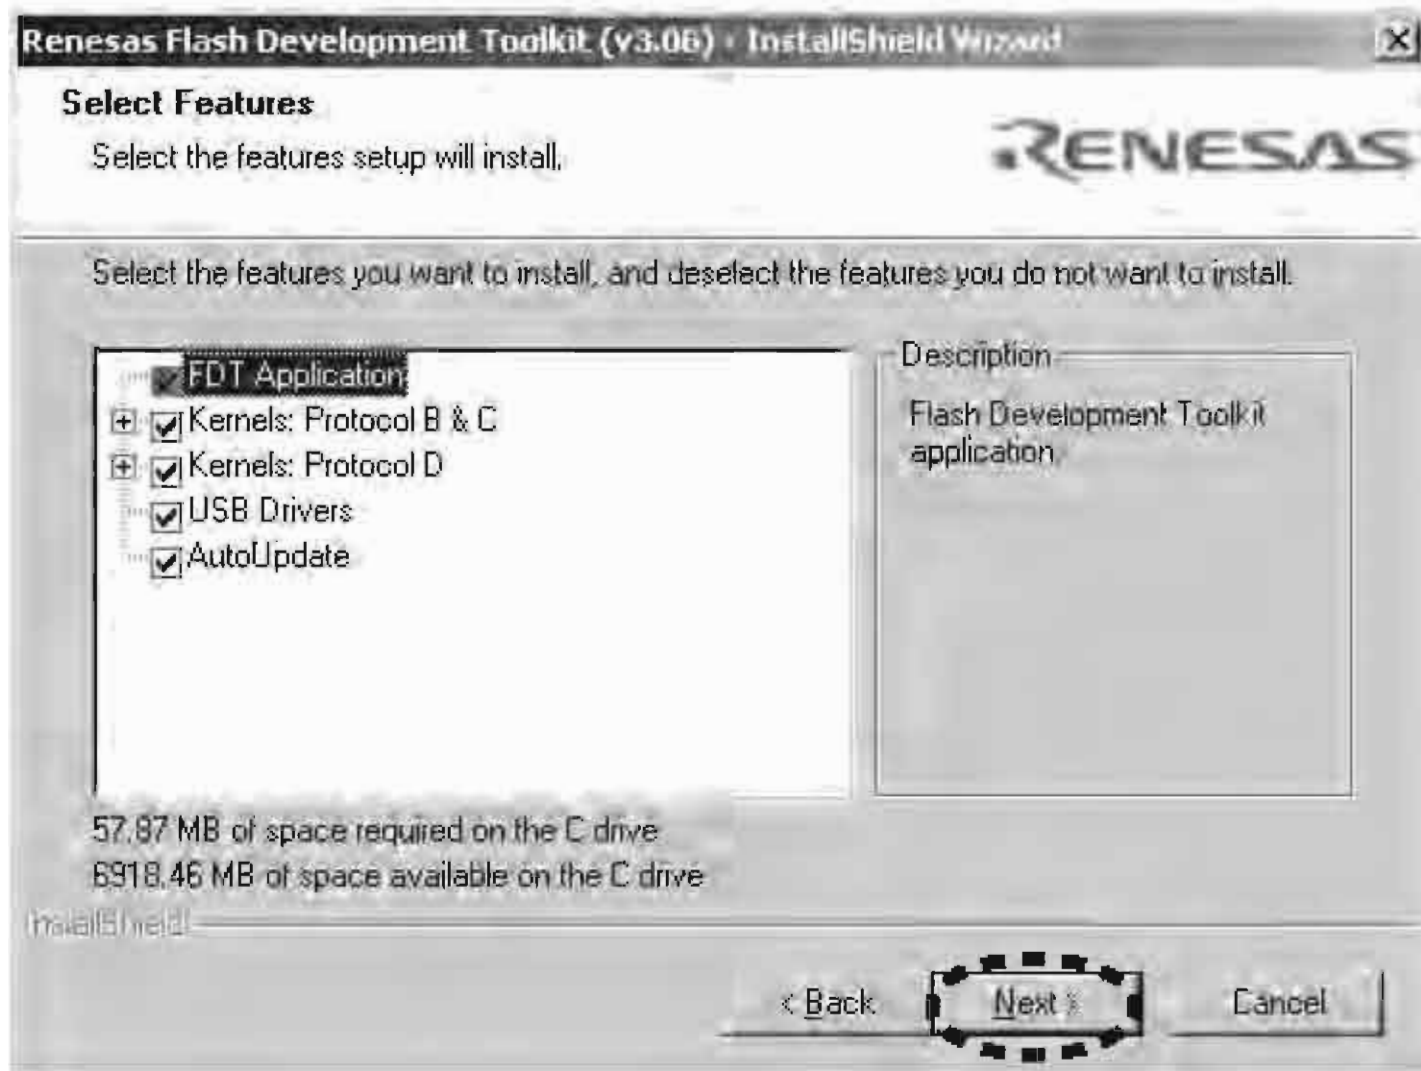 Renesas Flash Development Toolkit (v3.06) - InstallShield Wizard
Select Features
Select the features setup will install.
RENESAS
Select the features you want to install, and deselect the features you do not want to install.
FDT Application
Kernels: Protocol B & C
Kernels: Protocol D
USB Drivers
AutoUpdate
Description
Flash Development Toolkit
application.
57.87 MB of space required on the C drive
6918.46 MB of space available on the C drive
InstallShield
< Back
Next >
Cancel